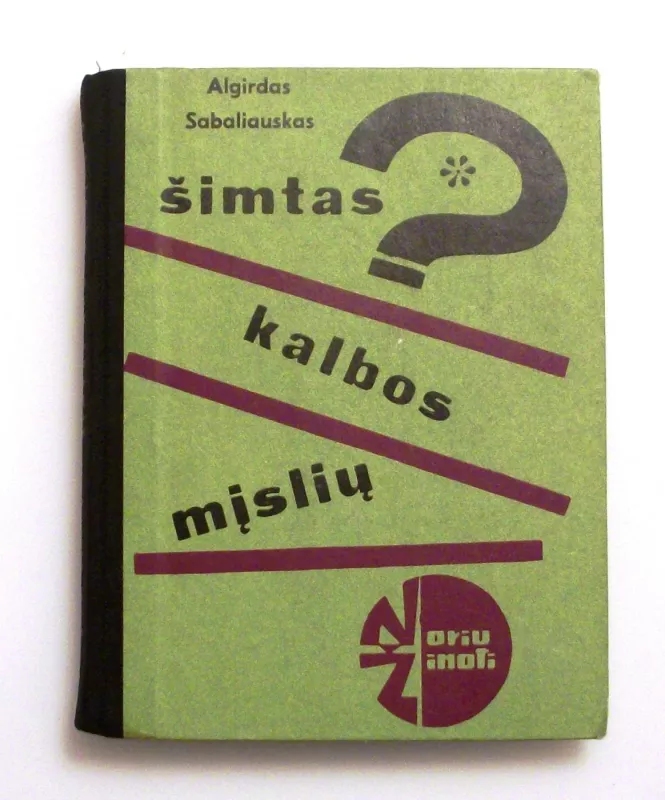 Algirdas
Sabaliauskas
šimtas
?
*
kalbos
mįslių
Noriu
Žinoti